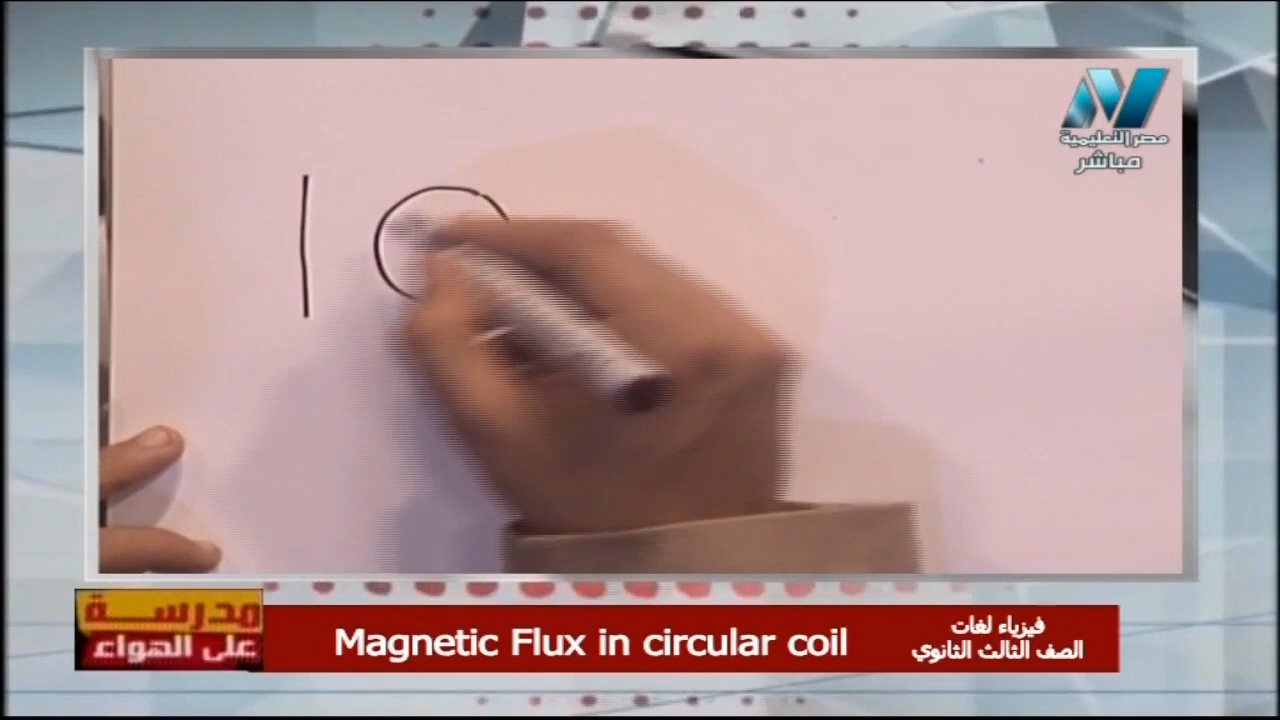 مصر التعليمية
مباشر
مدرسة
على الهواء
Magnetic Flux in circular coil
فيزياء لغات
الصف الثالث الثانوي